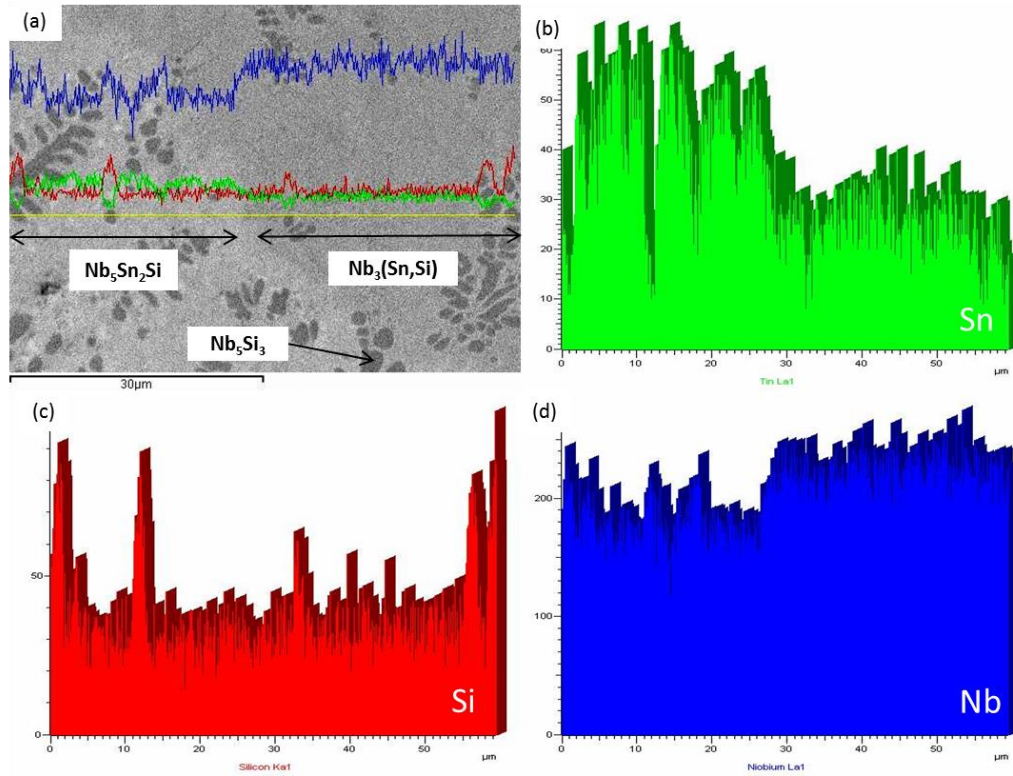 (a)
Nb₅Sn₂Si
Nb₃(Sn,Si)
Nb₅Si₃
30µm
(b)
60
50
40
30
20
10
0
0 10 20 30 40 50
µm
Sn
Tin La1
(c)
50
0
0 10 20 30 40 50
µm
Si
Silicon Ka1
(d)
200
100
0
0 10 20 30 40 50
µm
Nb
Niobium La1